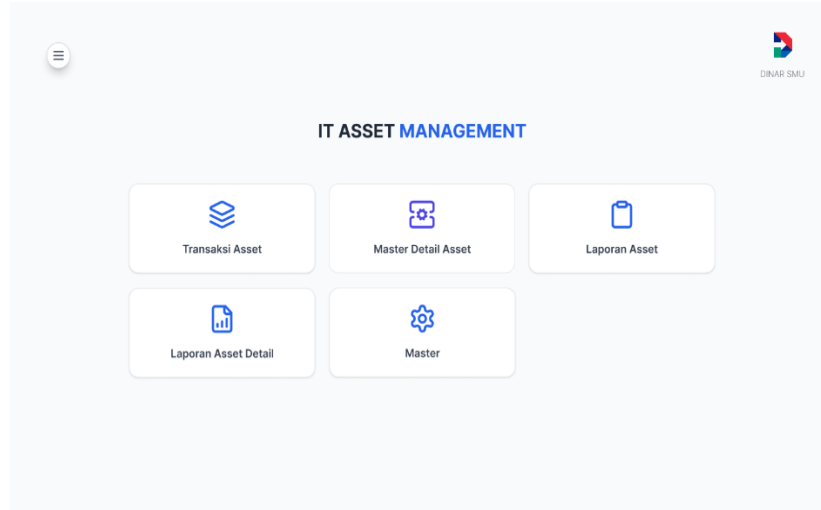 DINAR SMU
IT ASSET MANAGEMENT
Transaksi Asset
Master Detail Asset
Laporan Asset
Laporan Asset Detail
Master